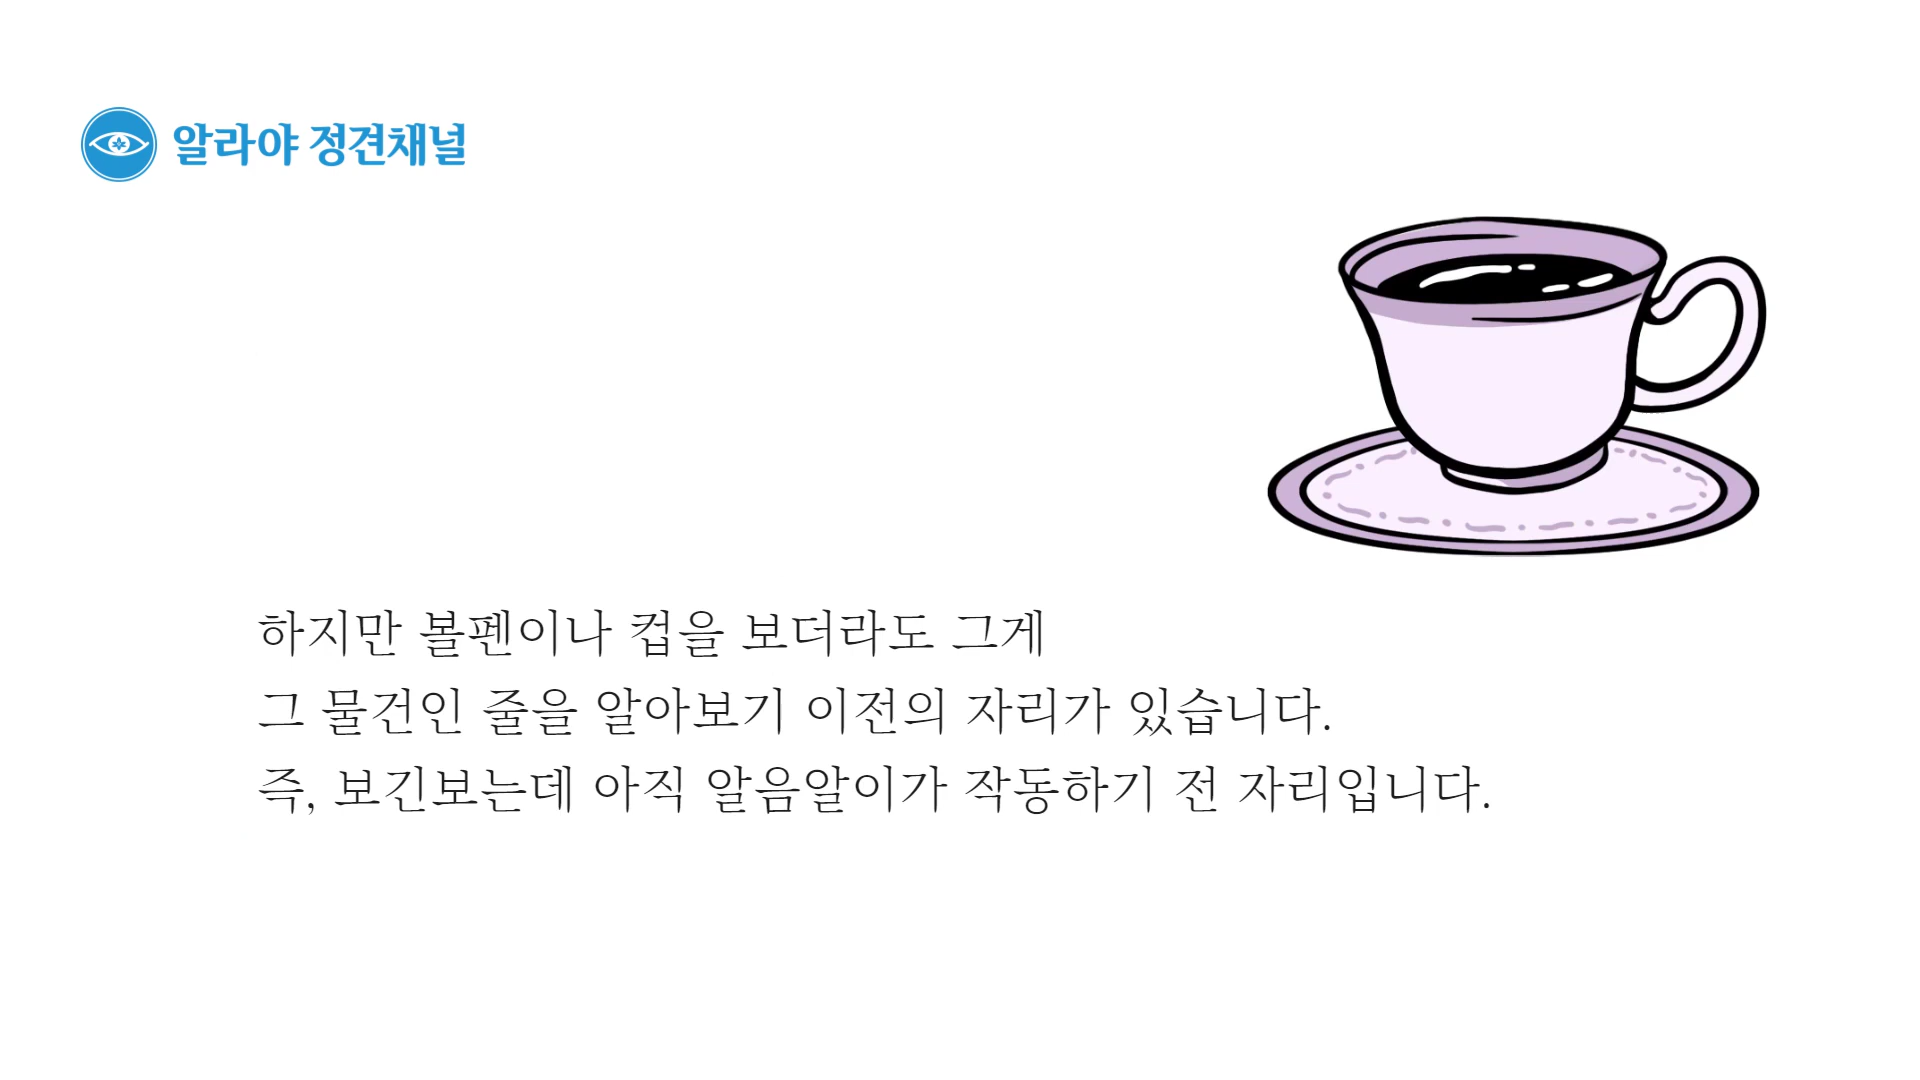 알라야 정견채널
하지만 볼펜이나 컵을 보더라도 그게
그 물건인 줄을 알아보기 이전의 자리가 있습니다.
즉, 보긴보는데 아직 알음알이가 작동하기 전 자리입니다.